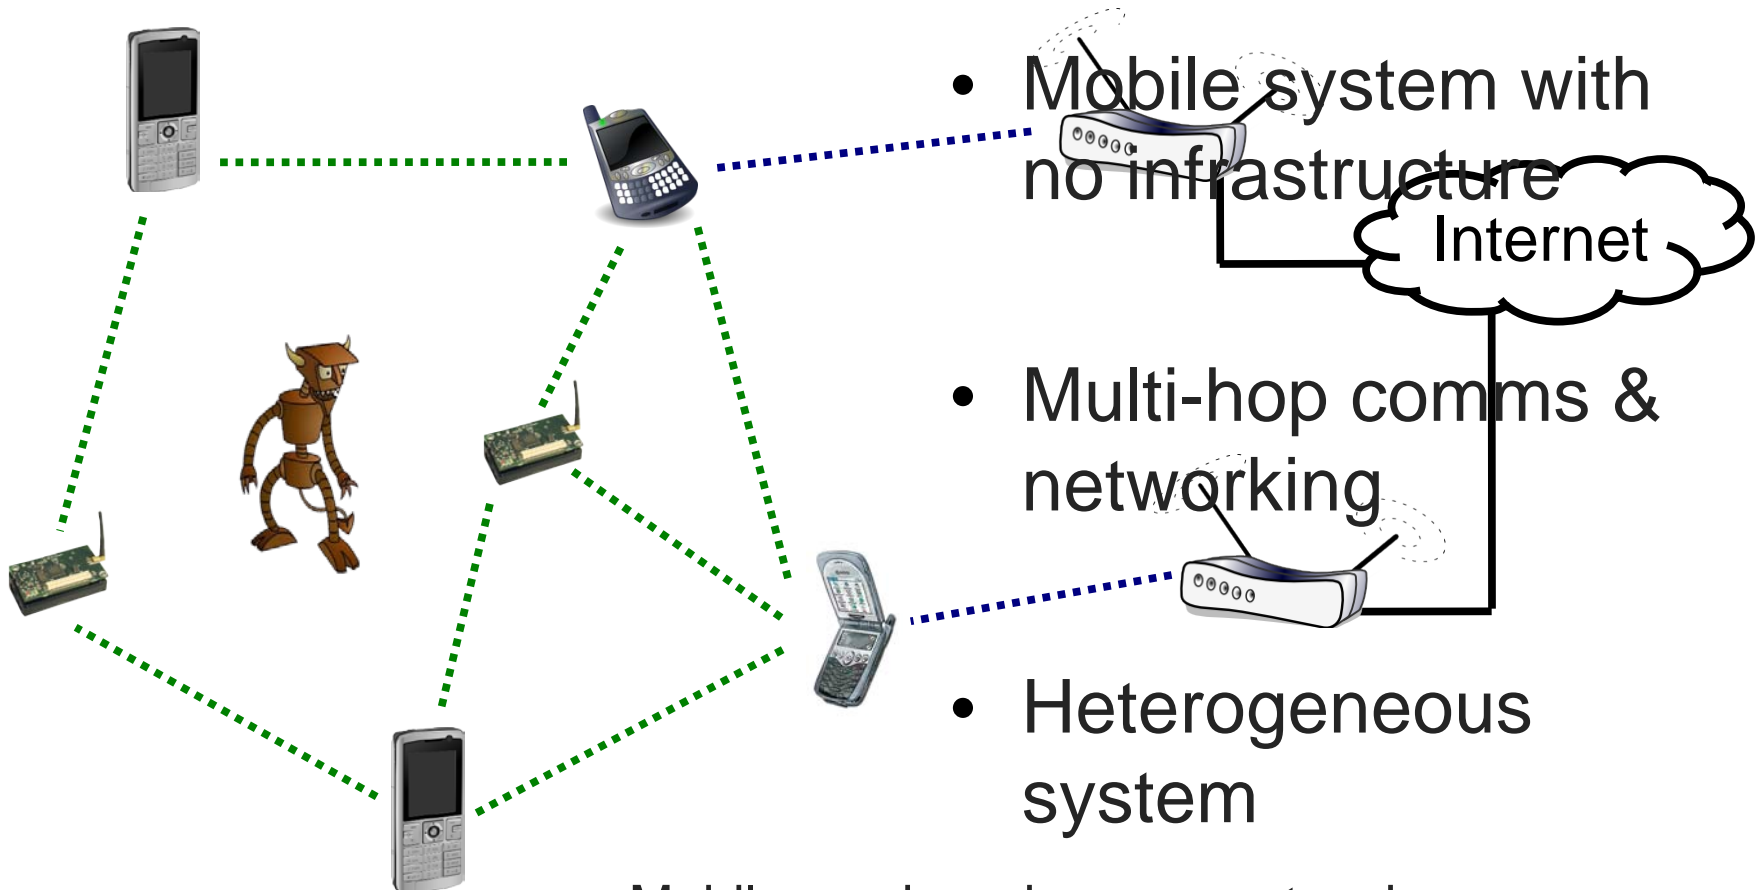 • Mobile system with
no infrastructure
Internet
• Multi-hop comms &
networking
• Heterogeneous
system